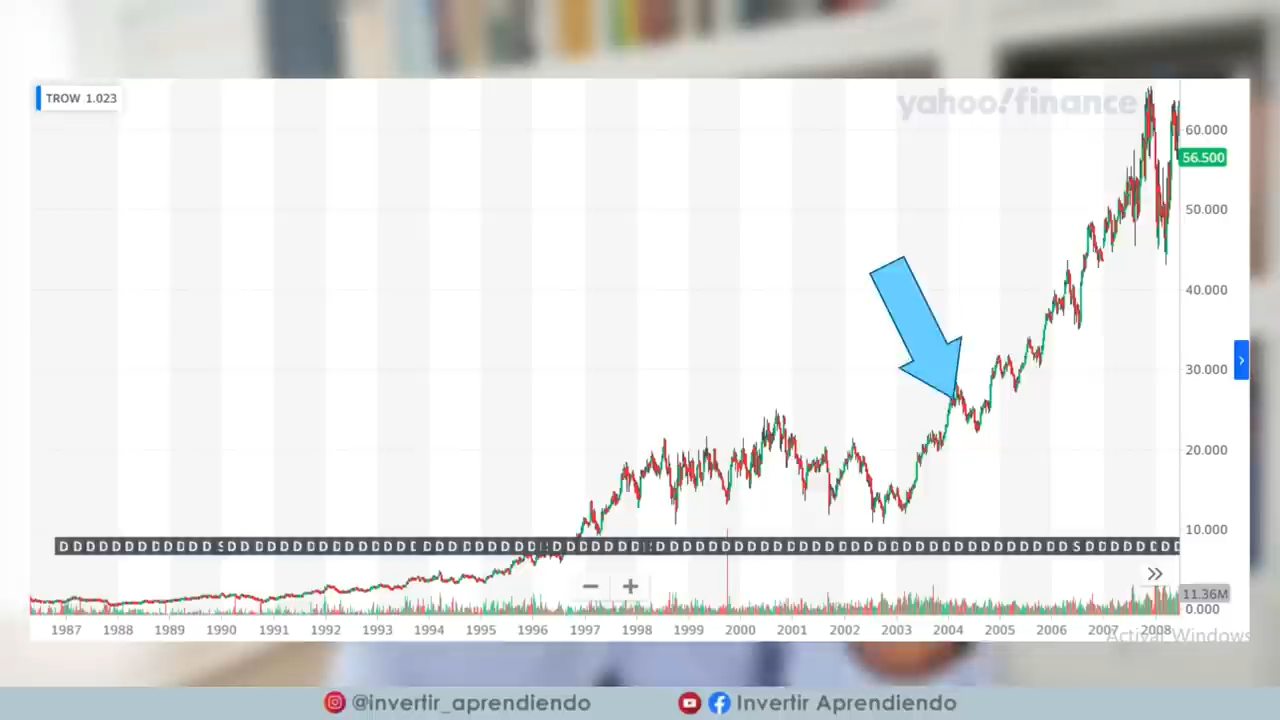 TROW 1.023
yahoo!finance
60.000
56.500
50.000
40.000
30.000
20.000
10.000
11.36M
0.000
1987 1988 1989 1990 1991 1992 1993 1994 1995 1996 1997 1998 1999 2000 2001 2002 2003 2004 2005 2006 2007 2008
Activar Windows
@invertir_aprendiendo
Invertir Aprendiendo